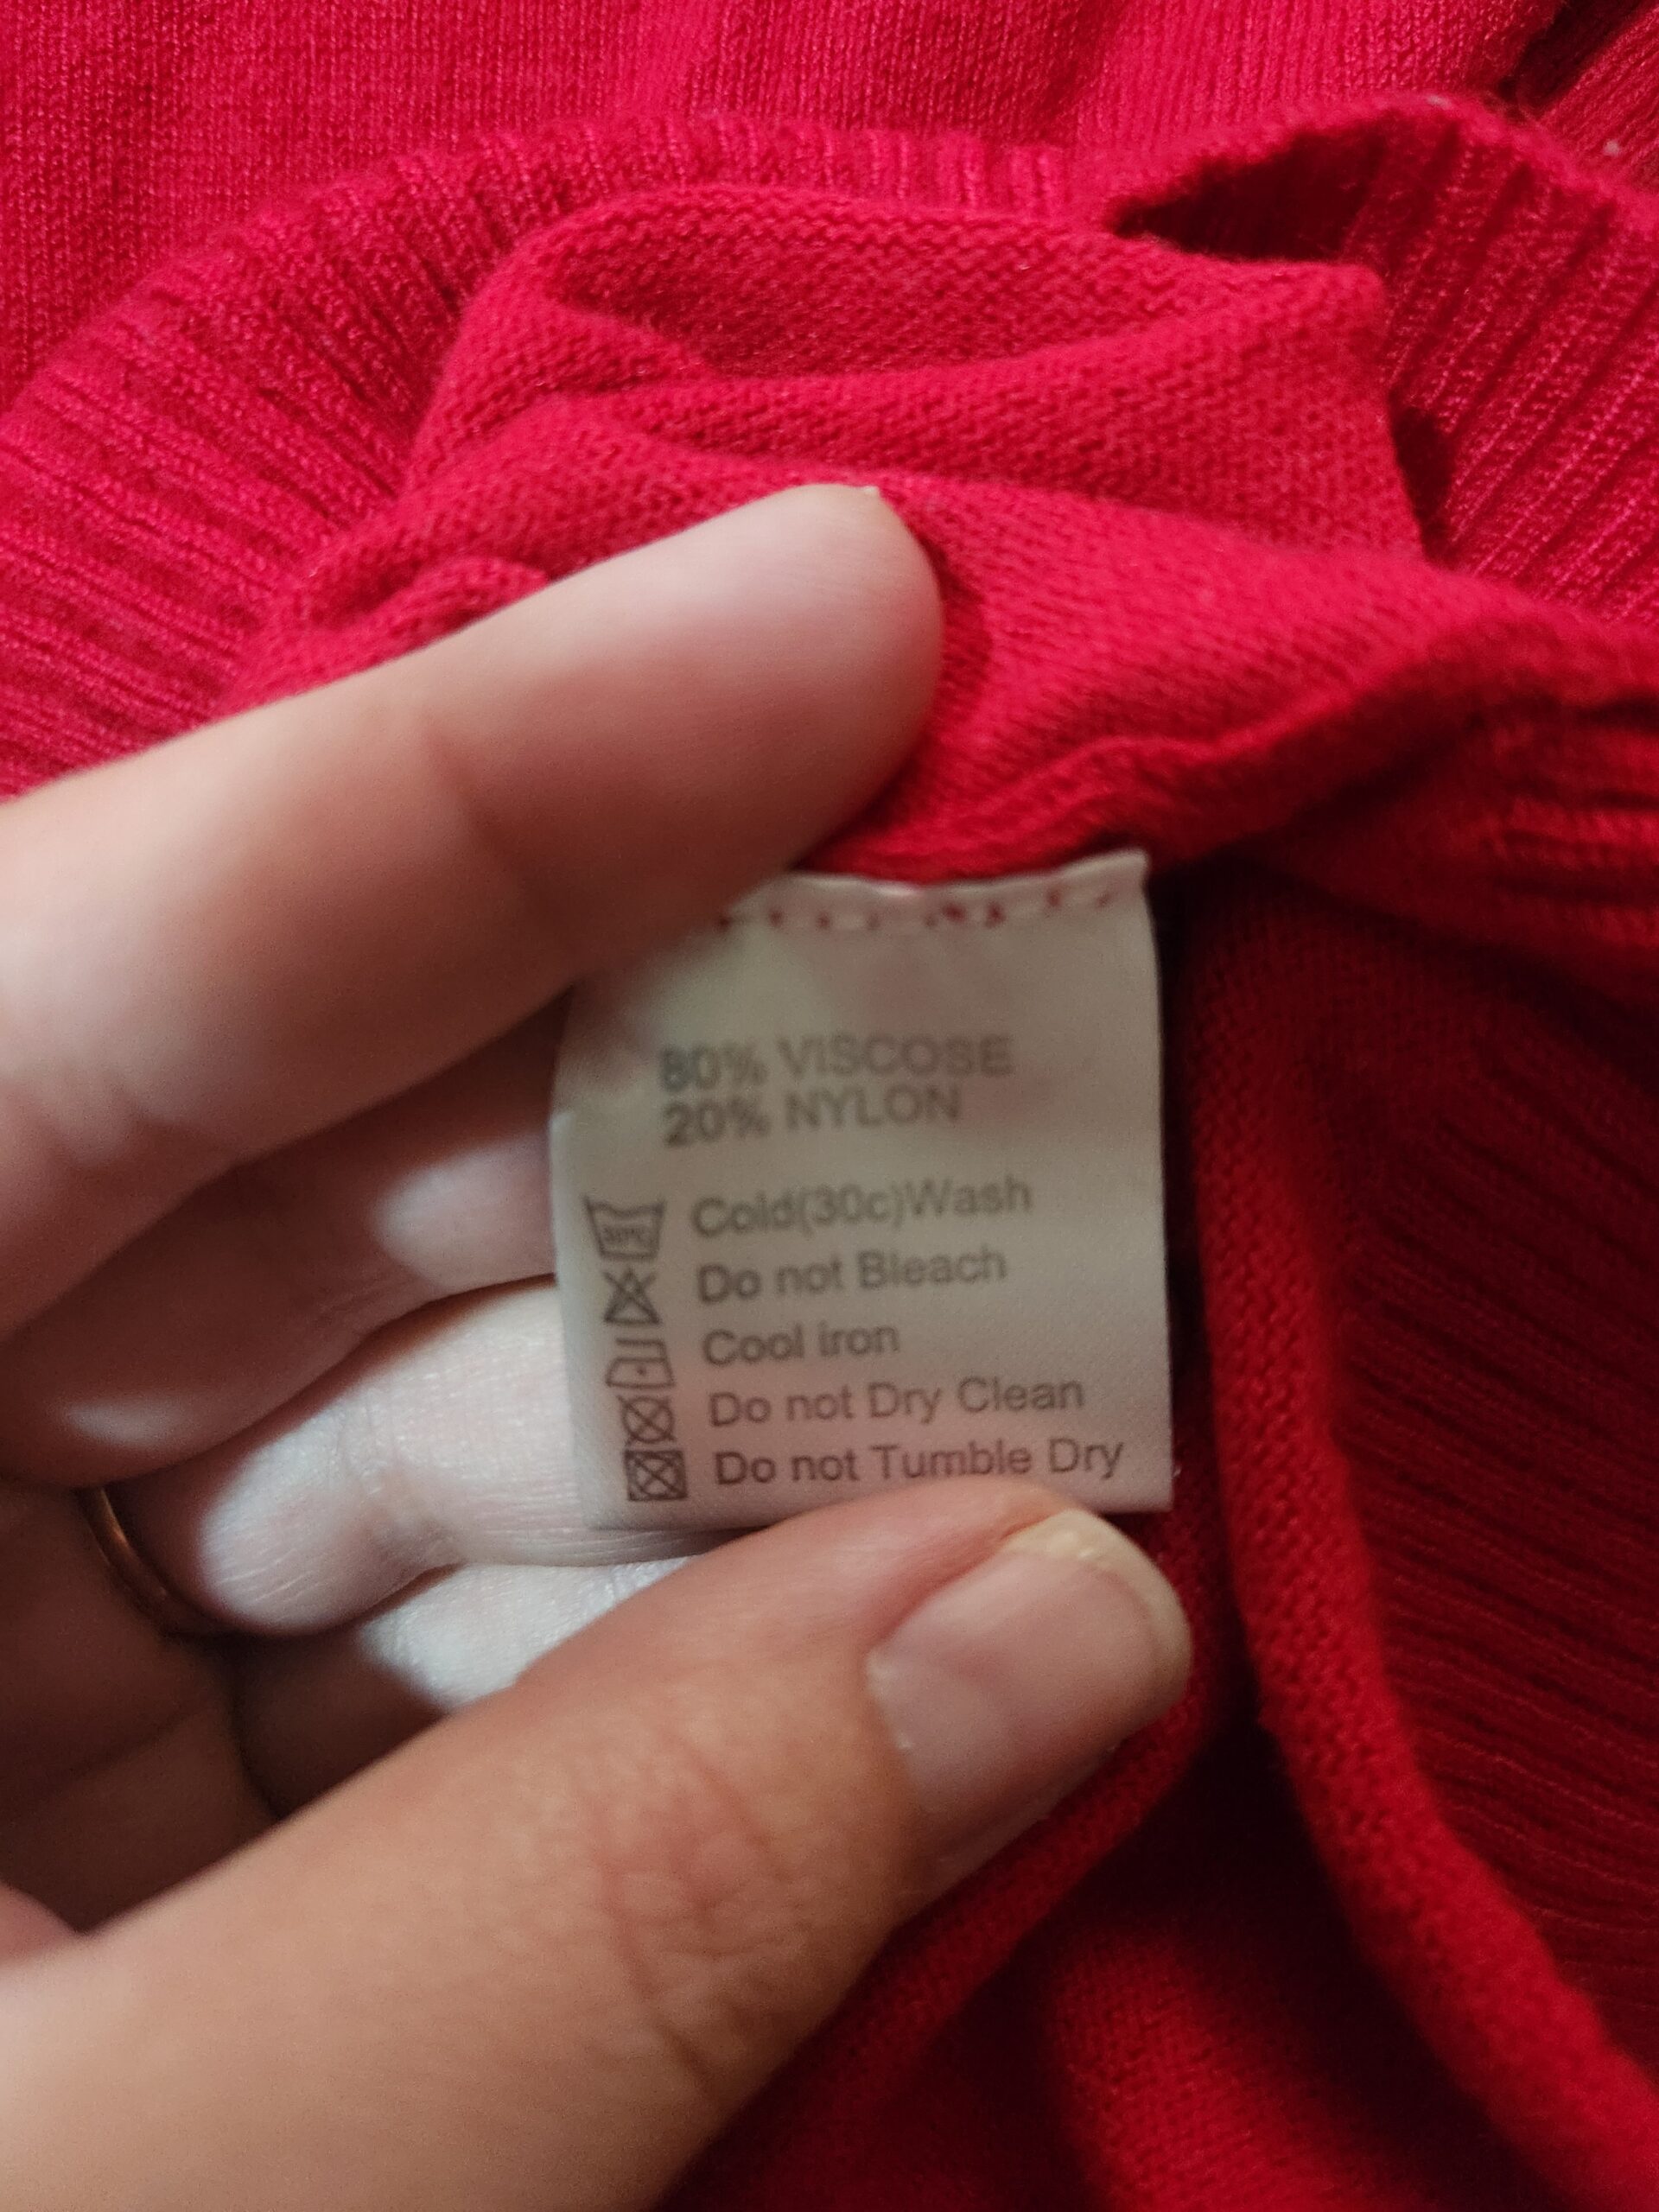 80% VISCOSE
20% NYLON
30°C Cold(30c)Wash
Do not Bleach
Cool iron
Do not Dry Clean
Do not Tumble Dry